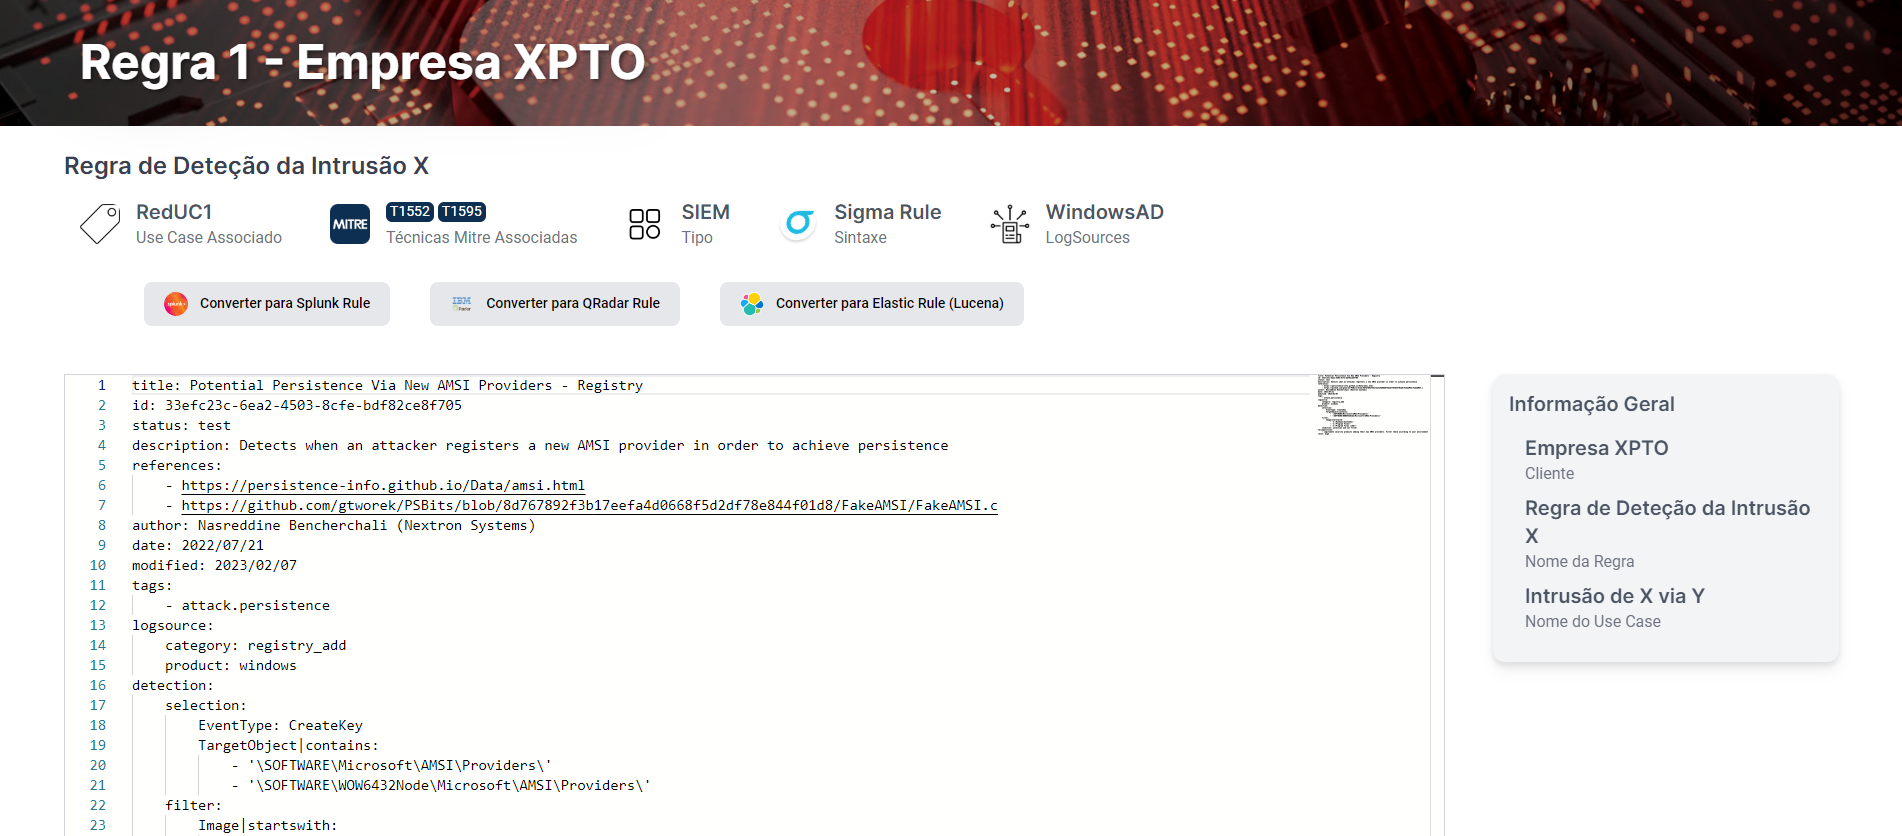 Regra 1 - Empresa XPTO
Regra de Deteção da Intrusão X
RedUC1
Use Case Associado
MITRE
T1552 T1595
Técnicas Mitre Associadas
SIEM
Tipo
Sigma Rule
Sintaxe
WindowsAD
LogSources
splunk>
Converter para Splunk Rule
IBM
QRadar
Converter para QRadar Rule
Converter para Elastic Rule (Lucena)
1 title: Potential Persistence Via New AMSI Providers - Registry
2 id: 33efc23c-6ea2-4503-8cfe-bdf82ce8f705
3 status: test
4 description: Detects when an attacker registers a new AMSI provider in order to achieve persistence
5 references:
6 - https://persistence-info.github.io/Data/amsi.html
7 - https://github.com/gtworek/PSBits/blob/8d767892f3b17eefa4d0668f5d2df78e844f01d8/FakeAMSI/FakeAMSI.c
8 author: Nasreddine Bencherchali (Nextron Systems)
9 date: 2022/07/21
10 modified: 2023/02/07
11 tags:
12 - attack.persistence
13 logsource:
14 category: registry_add
15 product: windows
16 detection:
17 selection:
18 EventType: CreateKey
19 TargetObject|contains:
20 - '\SOFTWARE\Microsoft\AMSI\Providers\'
21 - '\SOFTWARE\WOW6432Node\Microsoft\AMSI\Providers\'
22 filter:
23 Image|startswith:
Informação Geral
Empresa XPTO
Cliente
Regra de Deteção da Intrusão
X
Nome da Regra
Intrusão de X via Y
Nome do Use Case